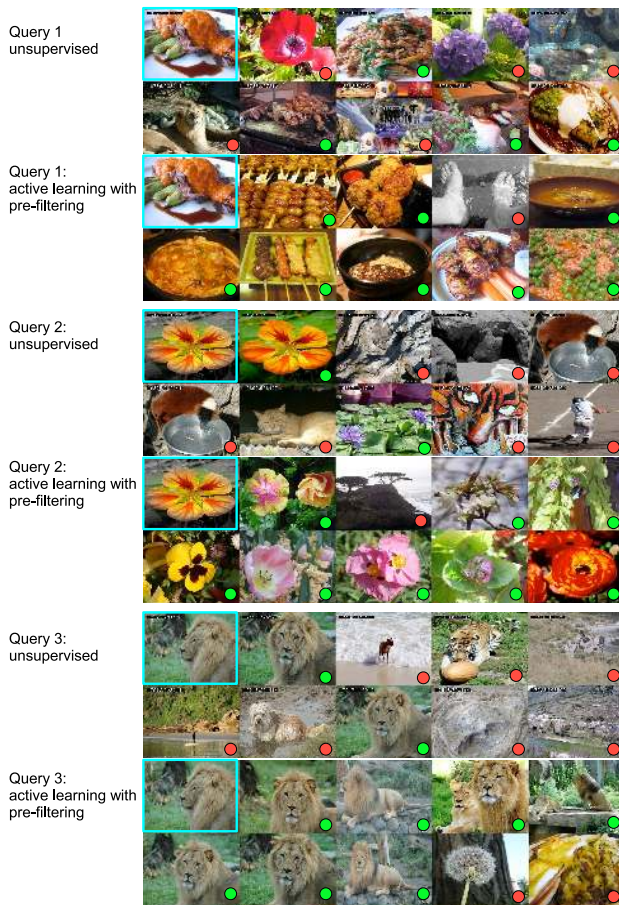 Query 1
unsupervised
Query 1:
active learning with
pre-filtering
Query 2:
unsupervised
Query 2:
active learning with
pre-filtering
Query 3:
unsupervised
Query 3:
active learning with
pre-filtering